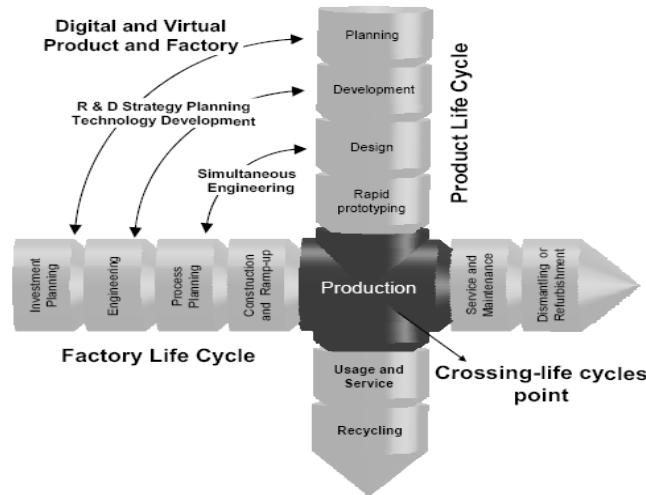 Digital and Virtual
Product and Factory
Planning
Development
R & D Strategy Planning
Technology Development
Design
Simultaneous
Engineering
Rapid
prototyping
Product Life Cycle
Investment
Planning
Engineering
Process
Planning
Construction
and Ramp-up
Production
Service and
Maintenance
Dismantling or
Refurbishment
Factory Life Cycle
Usage and
Service
Crossing-life cycles
point
Recycling